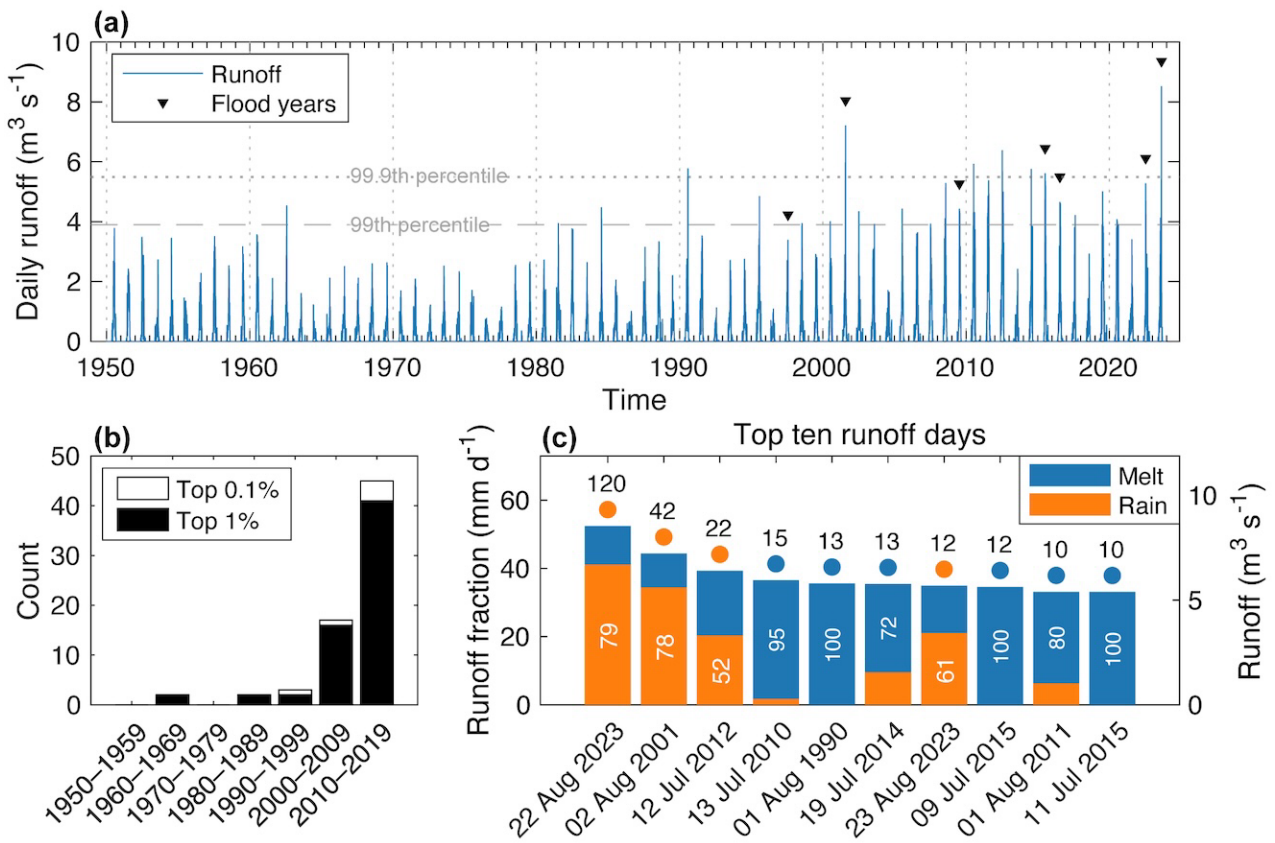 (a)
10
8
6
4
2
0
Daily runoff (m³ s⁻¹)
Runoff
Flood years
99.9th percentile
99th percentile
1950 1960 1970 1980 1990 2000 2010 2020
Time
(b)
50
40
30
20
10
0
Count
Top 0.1%
Top 1%
1950–1959
1960–1969
1970–1979
1980–1989
1990–1999
2000–2009
2010–2019
(c)
Top ten runoff days
Runoff fraction (mm d⁻¹)
60
40
20
0
Melt
Rain
120 42 22 15 13 13 12 12 10 10
79 78 52 95 100 72 61 100 80 100
10
5
0
Runoff (m³ s⁻¹)
22 Aug 2023
02 Aug 2001
12 Jul 2012
13 Jul 2010
01 Aug 1990
19 Jul 2014
23 Aug 2023
09 Jul 2015
01 Aug 2011
11 Jul 2015